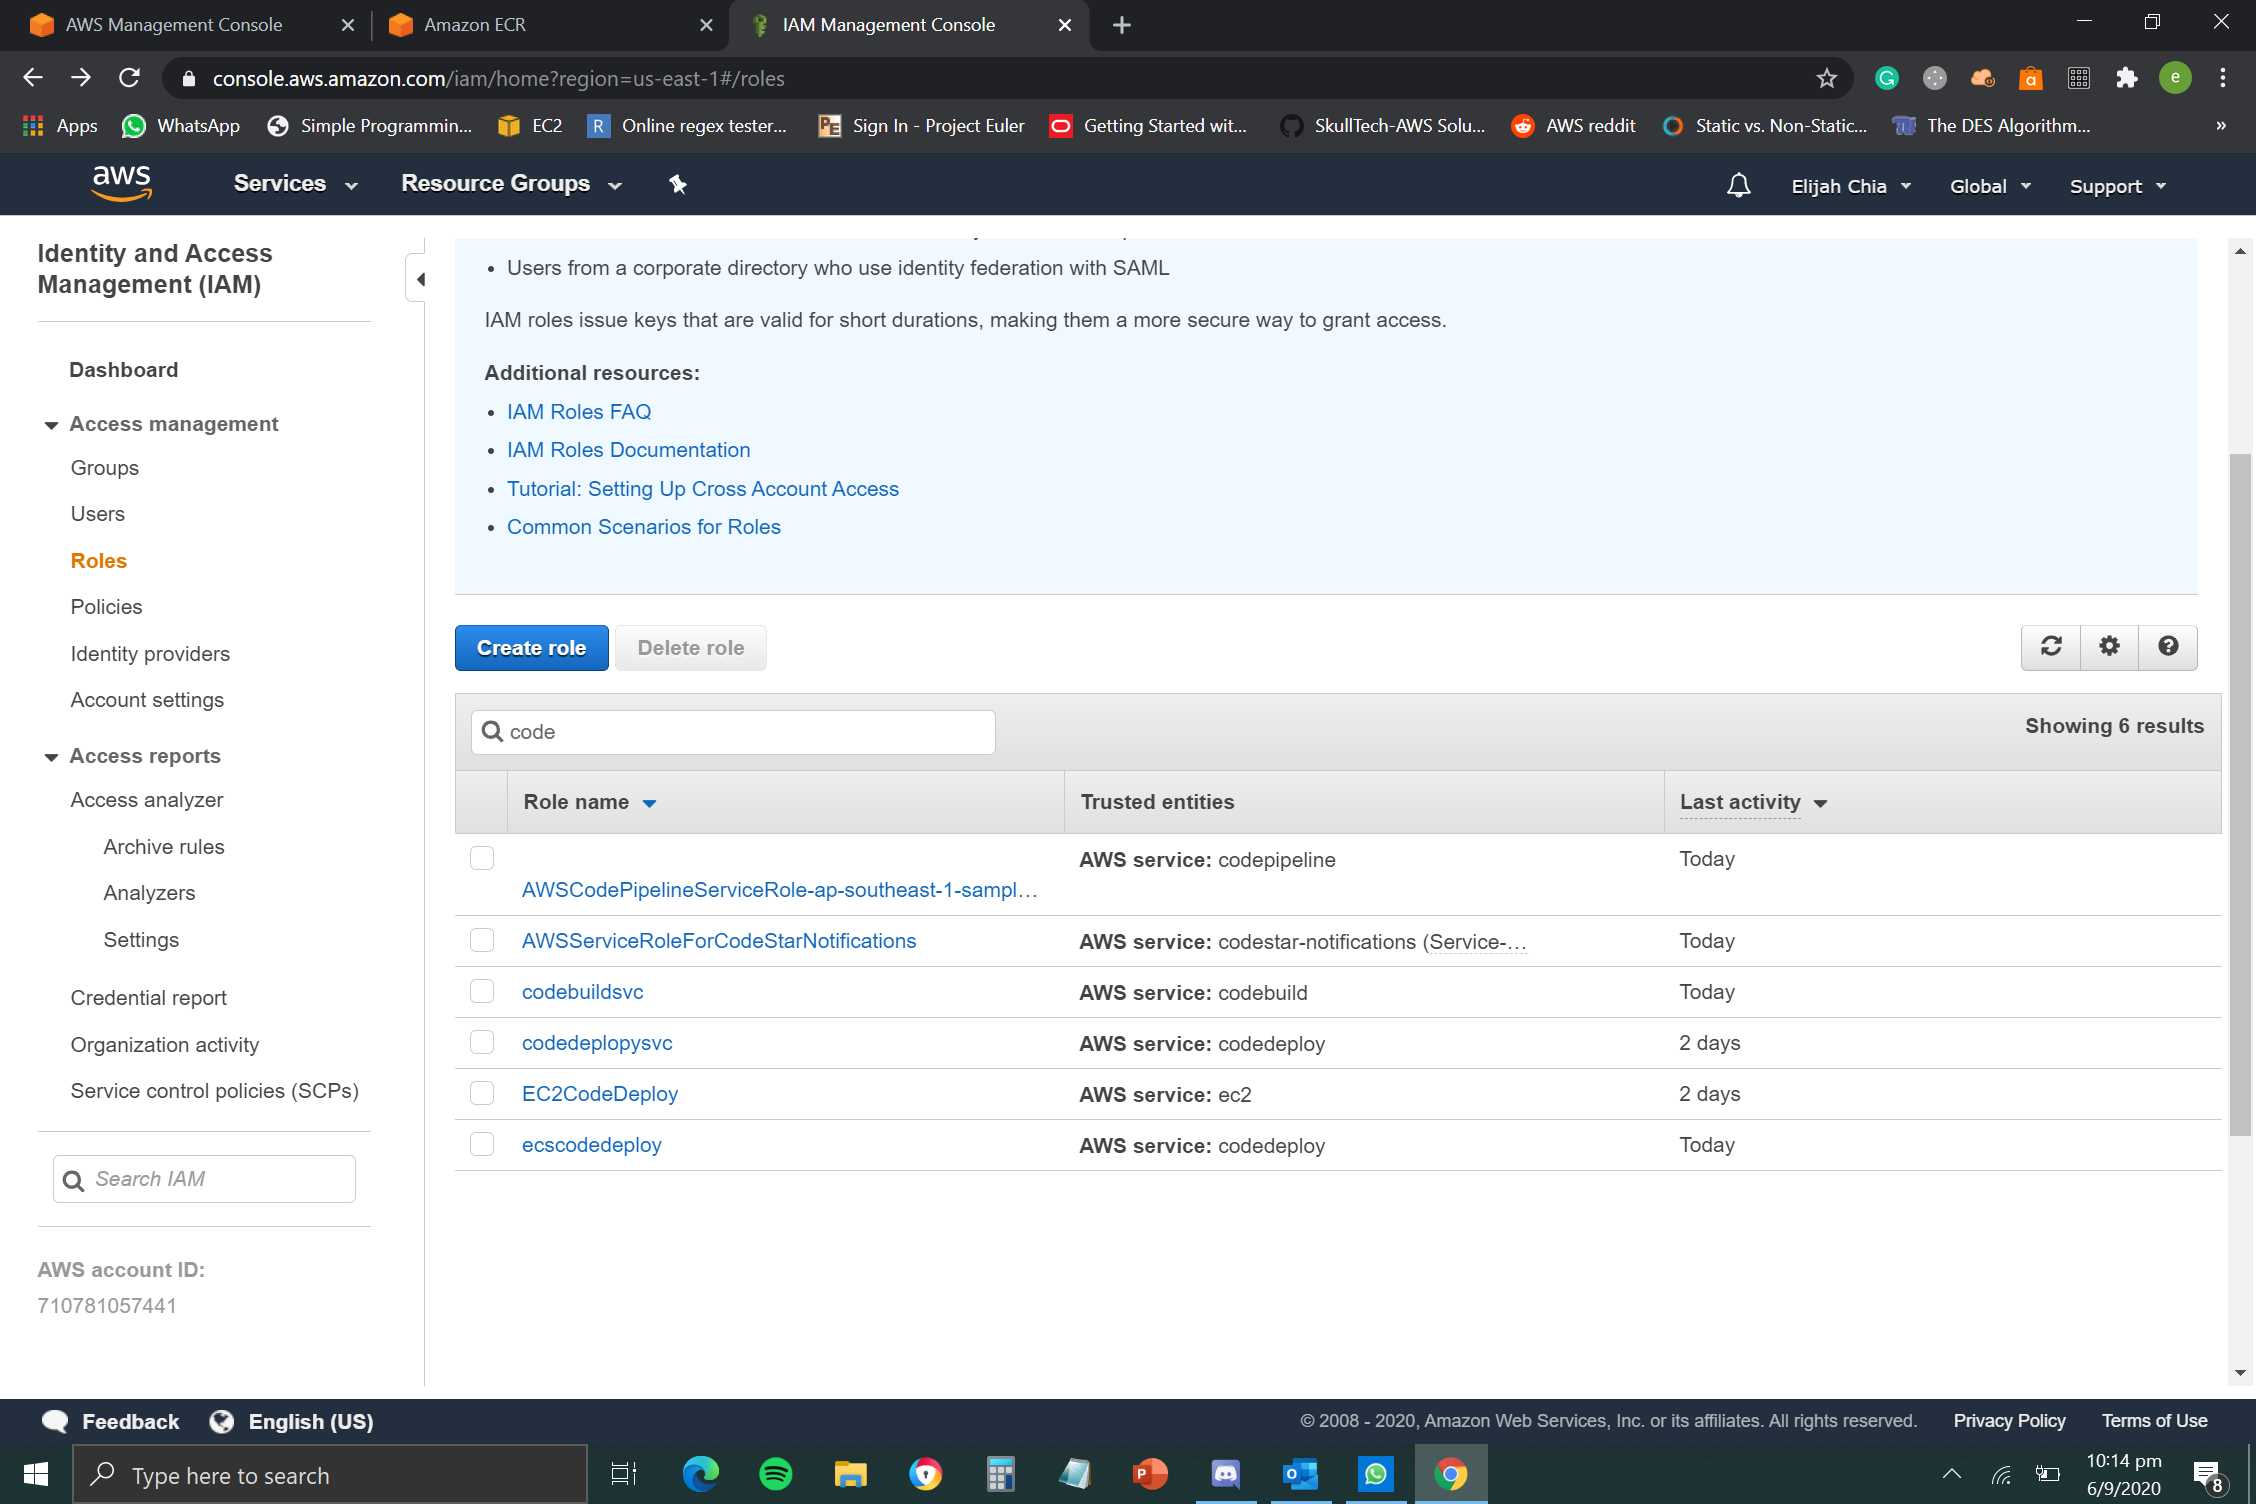 AWS Management Console
Amazon ECR
IAM Management Console
console.aws.amazon.com/iam/home?region=us-east-1#/roles
e
Apps
WhatsApp
Simple Programmin...
EC2
R
Online regex tester...
PE
Sign In - Project Euler
Getting Started wit...
SkullTech-AWS Solu...
AWS reddit
Static vs. Non-Static...
The DES Algorithm...
»
aws
Services
Resource Groups
Elijah Chia
Global
Support
Identity and Access
Management (IAM)
Dashboard
Access management
Groups
Users
Roles
Policies
Identity providers
Account settings
Access reports
Access analyzer
Archive rules
Analyzers
Settings
Credential report
Organization activity
Service control policies (SCPs)
Search IAM
AWS account ID:
710781057441
• Users from a corporate directory who use identity federation with SAML
IAM roles issue keys that are valid for short durations, making them a more secure way to grant access.
Additional resources:
• IAM Roles FAQ
• IAM Roles Documentation
• Tutorial: Setting Up Cross Account Access
• Common Scenarios for Roles
Create role
Delete role
code
Showing 6 results
Role name Trusted entities Last activity
AWS service: codepipeline Today
AWSCodePipelineServiceRole-ap-southeast-1-sampl...
AWSServiceRoleForCodeStarNotifications AWS service: codestar-notifications (Service-... Today
codebuildsvc AWS service: codebuild Today
codedeplopysvc AWS service: codedeploy 2 days
EC2CodeDeploy AWS service: ec2 2 days
ecscodedeploy AWS service: codedeploy Today
Feedback
English (US)
© 2008 - 2020, Amazon Web Services, Inc. or its affiliates. All rights reserved.
Privacy Policy
Terms of Use
Type here to search
10:14 pm
6/9/2020
8